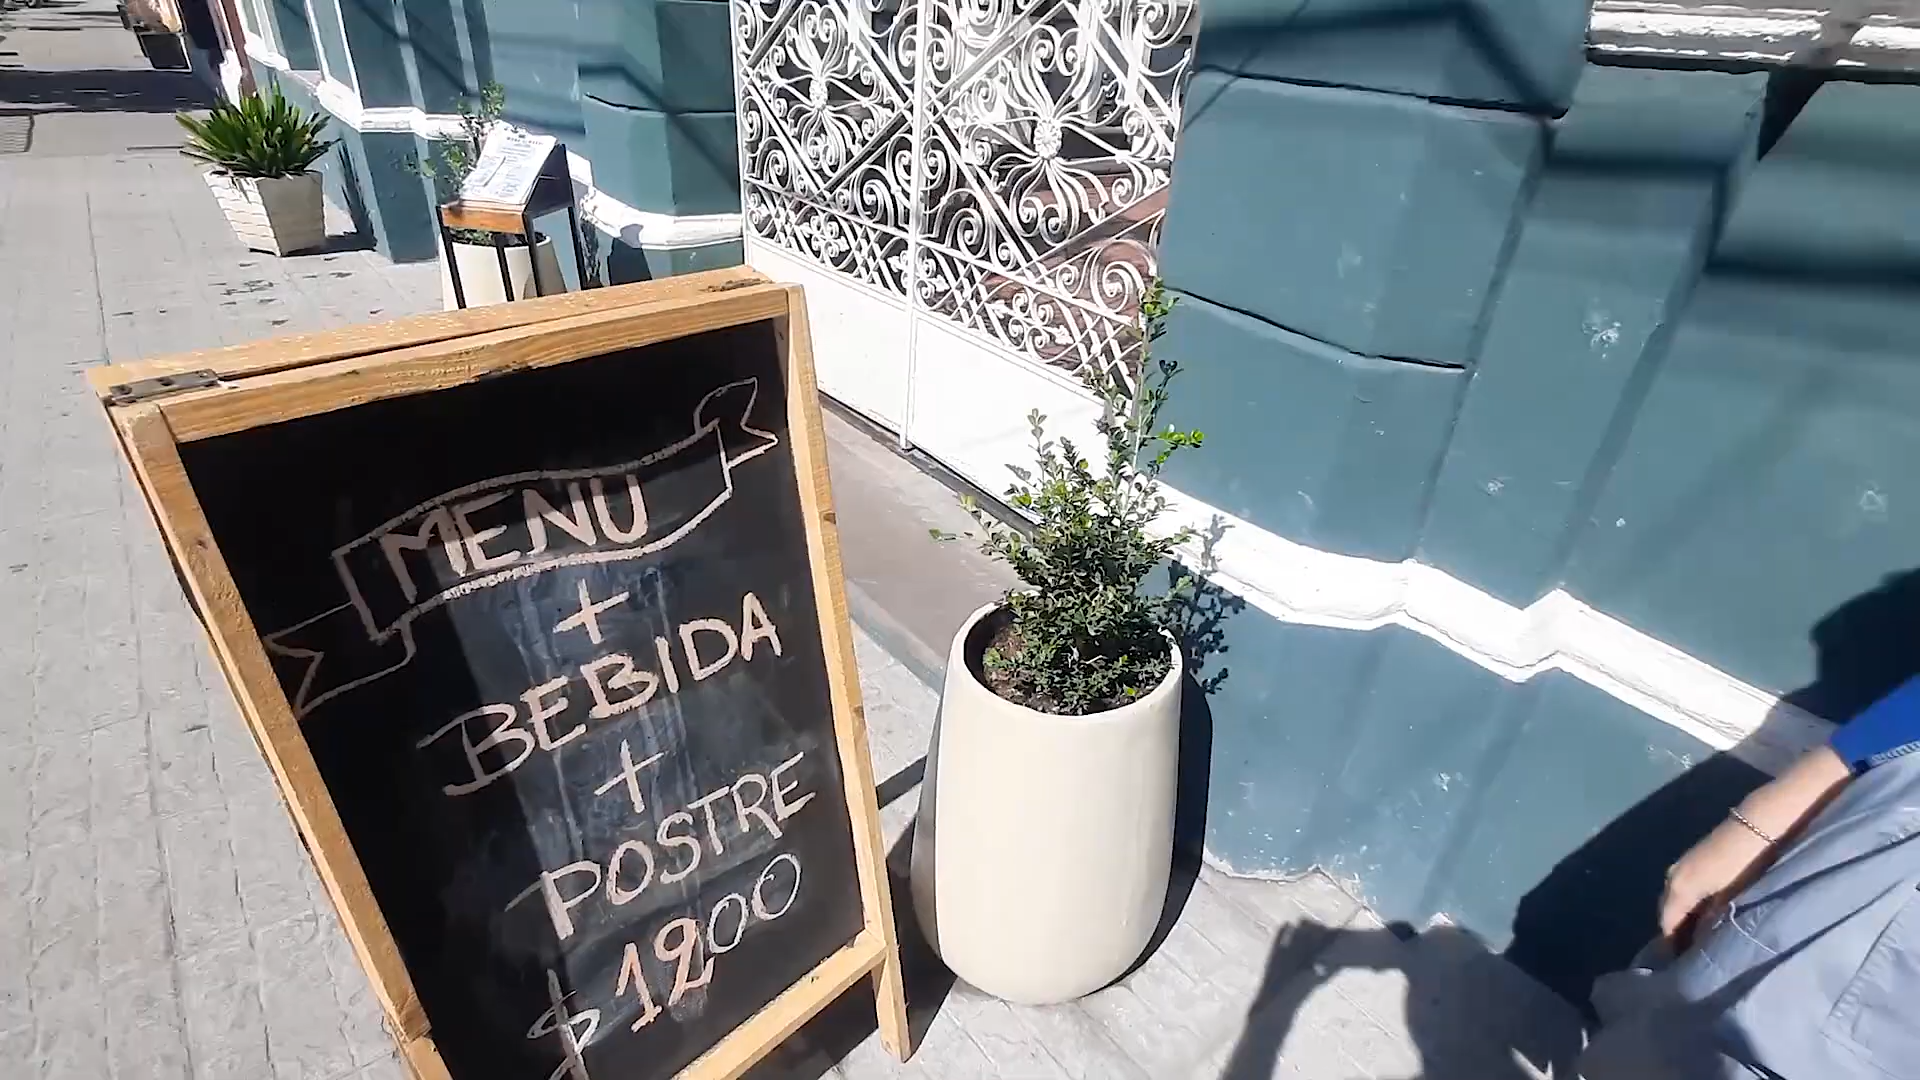 MENU
+
BEBIDA
+
POSTRE
$ 1200